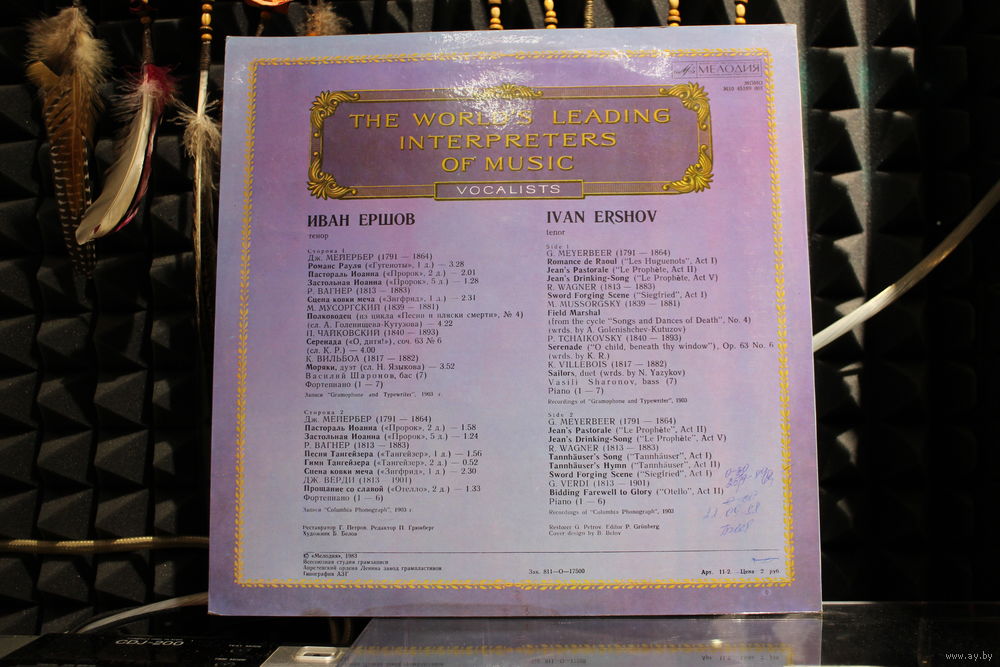 МЕЛОДИЯ
МОНО
М10 45189 003
THE WORLD'S LEADING
INTERPRETERS
OF MUSIC
VOCALISTS
ИВАН ЕРШОВ
тенор
Сторона 1
Дж. МЕЙЕРБЕР (1791 — 1864)
Романс Рауля («Гугеноты», 1 д.) — 3.28
Пастораль Иоанна («Пророк», 2 д.) — 2.01
Застольная Иоанна («Пророк», 5 д.) — 1.28
Р. ВАГНЕР (1813 — 1883)
Сцена ковки меча («Зигфрид», 1 д.) — 2.31
М. МУСОРГСКИЙ (1839 — 1881)
Полководец (из цикла «Песни и пляски смерти», № 4)
(сл. А. Голенищева-Кутузова) — 4.22
П. ЧАЙКОВСКИЙ (1840 — 1893)
Серенада («О, дитя!»), соч. 63 № 6
(сл. К. Р.) — 4.00
К. ВИЛЬБОА (1817 — 1882)
Моряки, дуэт (сл. Н. Языкова) — 3.52
Василий Шаронов, бас (7)
Фортепиано (1 — 7)
Записи "Gramophone and Typewriter", 1903 г.
Сторона 2
Дж. МЕЙЕРБЕР (1791 — 1864)
Пастораль Иоанна («Пророк», 2 д.) — 1.58
Застольная Иоанна («Пророк», 5 д.) — 1.24
Р. ВАГНЕР (1813 — 1883)
Песня Тангейзера («Тангейзер», 1 д.) — 1.56
Гимн Тангейзера («Тангейзер», 2 д.) — 0.52
Сцена ковки меча («Зигфрид», 1 д.) — 2.30
ДЖ. ВЕРДИ (1813 — 1901)
Прощание со славой («Отелло», 2 д.) — 1.33
Фортепиано (1 — 6)
Записи "Columbia Phonograph", 1903 г.
Реставратор Г. Петров. Редактор П. Грюнберг
Художник Б. Белов
IVAN ERSHOV
tenor
Side 1
G. MEYERBEER (1791 — 1864)
Romance de Raoul ("Les Huguenots", Act I)
Jean's Pastorale ("Le Prophète, Act II)
Jean's Drinking-Song ("Le Prophète, Act V)
R. WAGNER (1813 — 1883)
Sword Forging Scene ("Siegfried", Act I)
M. MUSSORGSKY (1839 — 1881)
Field Marshal
(from the cycle "Songs and Dances of Death", No. 4)
(wrds. by A. Golenishchev-Kutuzov)
P. TCHAIKOVSKY (1840 — 1893)
Serenade ("O child, beneath thy window"), Op. 63 No. 6
(wrds. by K. R.)
K. VILLEBOIS (1817 — 1882)
Sailors, duet (wrds. by N. Yazykov)
Vasili Sharonov, bass (7)
Piano (1 — 7)
Recordings of "Gramophone and Typewriter", 1903
Side 2
G. MEYERBEER (1791 — 1864)
Jean's Pastorale ("Le Prophète", Act II)
Jean's Drinking-Song ("Le Prophète", Act V)
R. WAGNER (1813 — 1883)
Tannhäuser's Song ("Tannhäuser", Act I)
Tannhäuser's Hymn ("Tannhäuser", Act II)
Sword Forging Scene ("Siegfried", Act I)
G. VERDI (1813 — 1901)
Bidding Farewell to Glory ("Otello", Act II)
Piano (1 — 6)
Recordings of "Columbia Phonograph", 1903
Restorer G. Petrov. Editor P. Grünberg
Cover design by B. Belov
© «Мелодия», 1983
Всесоюзная студия грамзаписи
Апрелевский ордена Ленина завод грампластинок
Типография АЗГ
Зак. 811—О—17500
Арт. 11-2. Цена 2 руб.
CDJ-200
www.ay.by